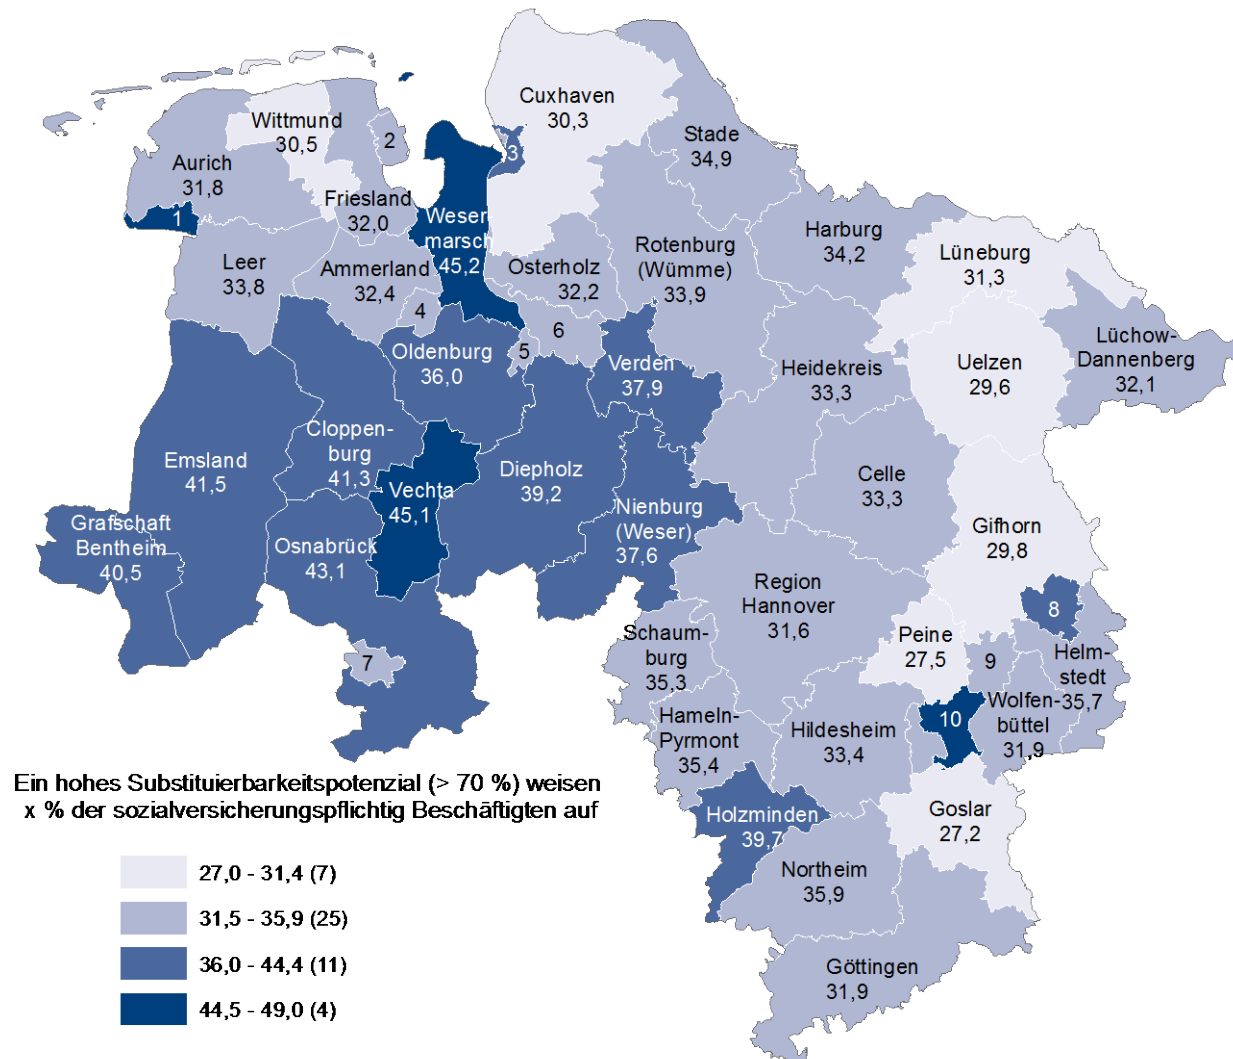 Cuxhaven
30,3
Wittmund
30,5
2
3
Stade
34,9
Aurich
31,8
1
Friesland
32,0
Weser-
marsch
45,2
Harburg
34,2
Rotenburg
(Wümme)
33,9
Lüneburg
31,3
Leer
33,8
Ammerland
32,4
Osterholz
32,2
4
6
5
Oldenburg
36,0
Verden
37,9
Heidekreis
33,3
Uelzen
29,6
Lüchow-
Dannenberg
32,1
Cloppen-
burg
41,3
Emsland
41,5
Vechta
45,1
Diepholz
39,2
Celle
33,3
Nienburg
(Weser)
37,6
Gifhorn
29,8
Grafschaft
Bentheim
40,5
Osnabrück
43,1
Region
Hannover
31,6
8
Schaum-
burg
35,3
Peine
27,5
9
Helm-
stedt
35,7
7
Hameln-
Pyrmont
35,4
Hildesheim
33,4
10
Wolfen-
büttel
31,9
Ein hohes Substituierbarkeitspotenzial (> 70 %) weisen
x % der sozialversicherungspflichtig Beschäftigten auf
Holzminden
39,7
Goslar
27,2
Northeim
35,9
27,0 - 31,4 (7)
31,5 - 35,9 (25)
36,0 - 44,4 (11)
44,5 - 49,0 (4)
Göttingen
31,9